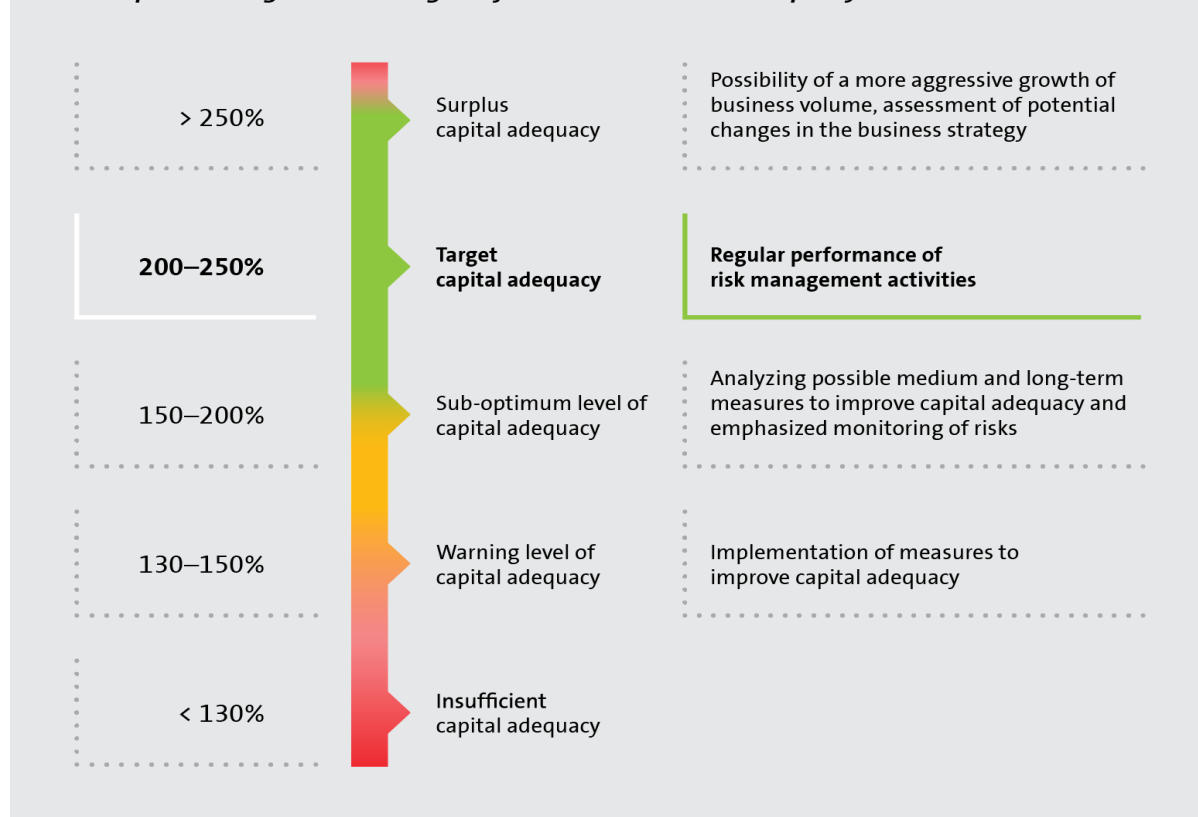 > 250%
Surplus
capital adequacy
Possibility of a more aggressive growth of
business volume, assessment of potential
changes in the business strategy
200–250%
Target
capital adequacy
Regular performance of
risk management activities
150–200%
Sub-optimum level of
capital adequacy
Analyzing possible medium and long-term
measures to improve capital adequacy and
emphasized monitoring of risks
130–150%
Warning level of
capital adequacy
Implementation of measures to
improve capital adequacy
< 130%
Insufficient
capital adequacy